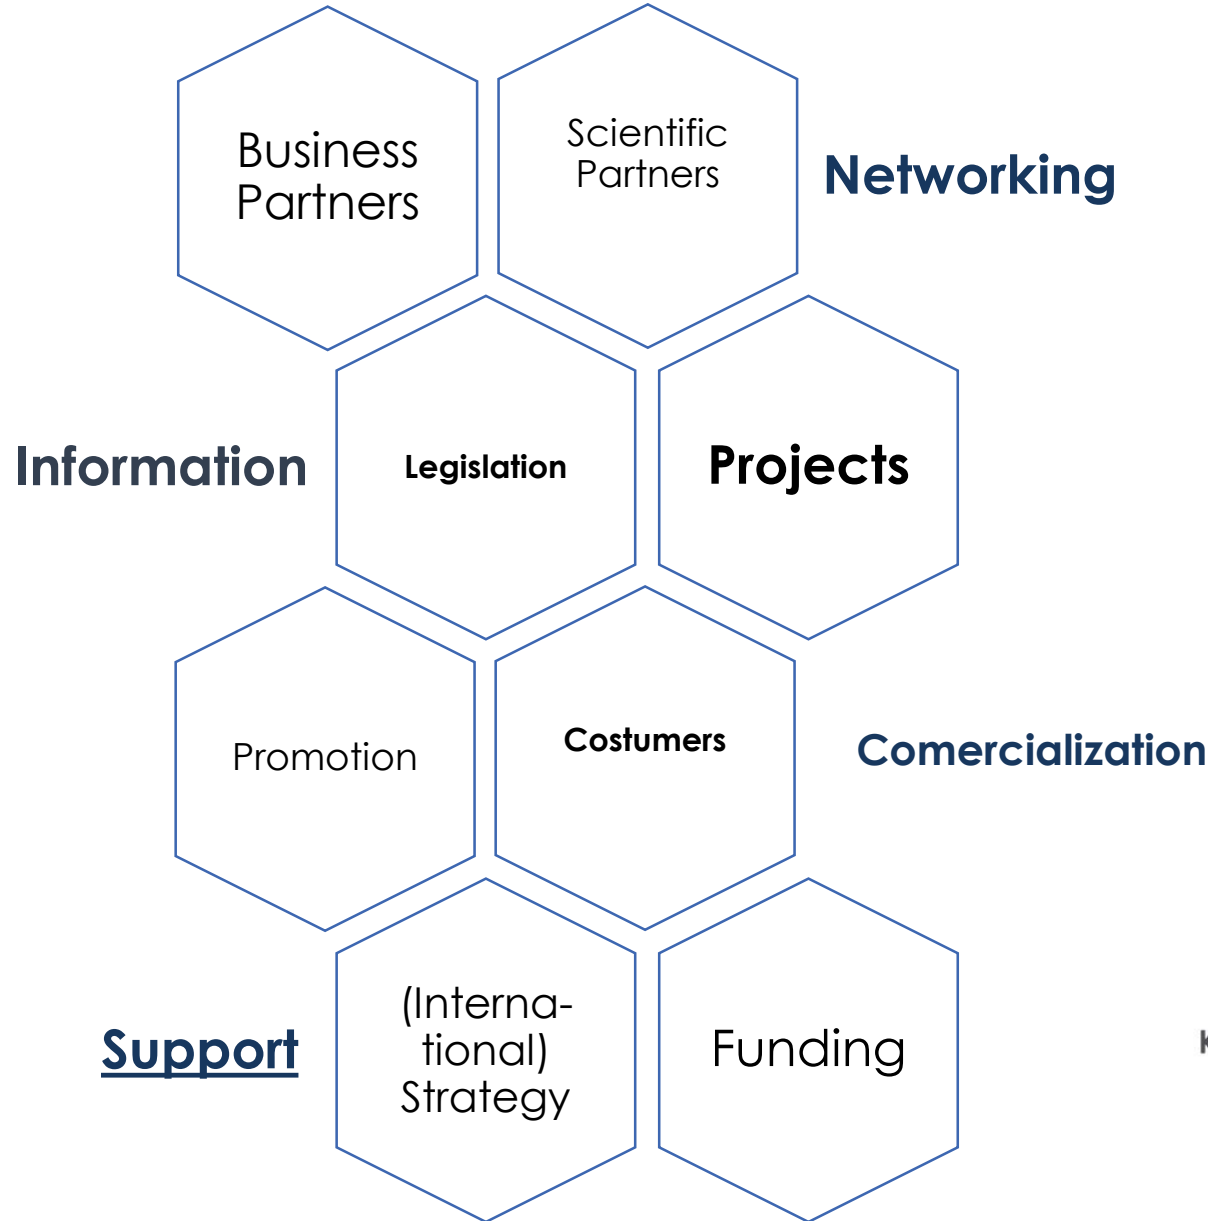 Business
Partners
Scientific
Partners
Networking
Information
Legislation
Projects
Promotion
Costumers
Comercialization
Support
(Interna-
tional)
Strategy
Funding